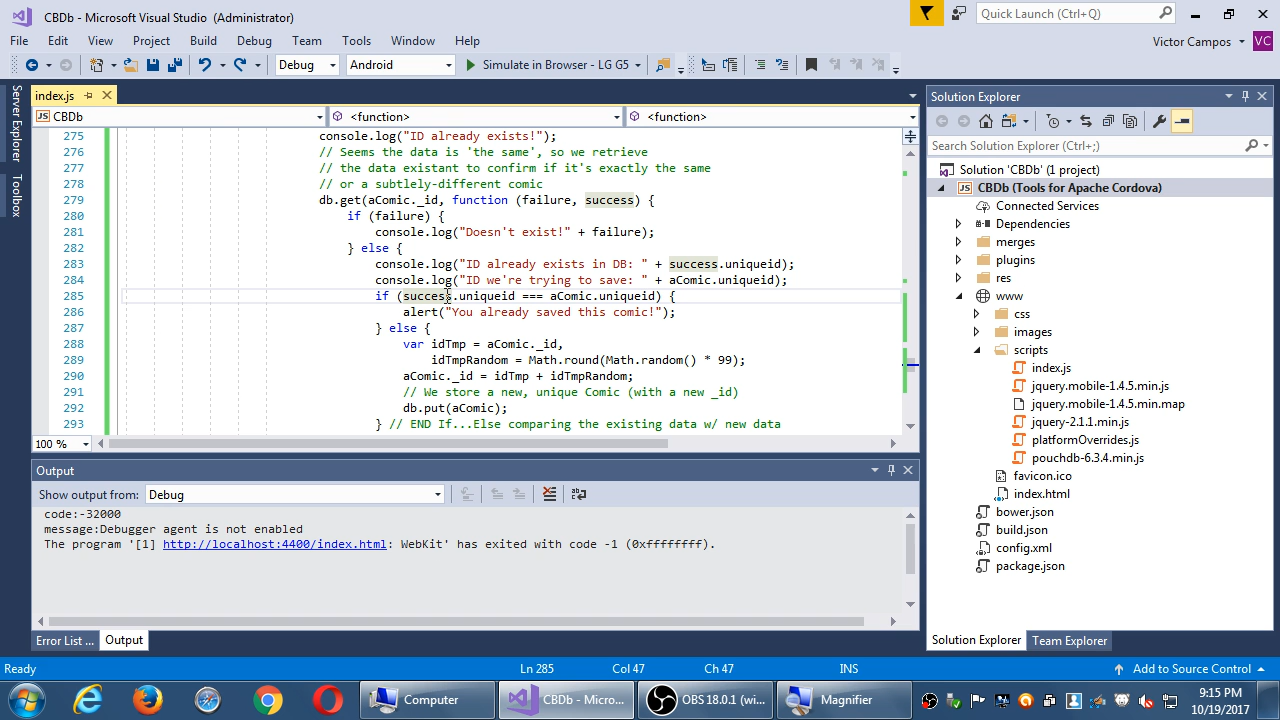 CBDb - Microsoft Visual Studio (Administrator)
Quick Launch (Ctrl+Q)
File Edit View Project Build Debug Team Tools Window Help
Victor Campos VC
Debug Android Simulate in Browser - LG G5
Server Explorer
Toolbox
index.js
JS CBDb <function> <function>
275 console.log("ID already exists!");
276 // Seems the data is 'the same', so we retrieve
277 // the data existant to confirm if it's exactly the same
278 // or a subtlely-different comic
279 db.get(aComic._id, function (failure, success) {
280 if (failure) {
281 console.log("Doesn't exist!" + failure);
282 } else {
283 console.log("ID already exists in DB: " + success.uniqueid);
284 console.log("ID we're trying to save: " + aComic.uniqueid);
285 if (success.uniqueid === aComic.uniqueid) {
286 alert("You already saved this comic!");
287 } else {
288 var idTmp = aComic._id,
289 idTmpRandom = Math.round(Math.random() * 99);
290 aComic._id = idTmp + idTmpRandom;
291 // We store a new, unique Comic (with a new _id)
292 db.put(aComic);
293 } // END If...Else comparing the existing data w/ new data
100 %
Output
Show output from: Debug
code:-32000
message:Debugger agent is not enabled
The program '[1] http://localhost:4400/index.html: WebKit' has exited with code -1 (0xffffffff).
Error List ... Output
Solution Explorer
Search Solution Explorer (Ctrl+;)
Solution 'CBDb' (1 project)
JS CBDb (Tools for Apache Cordova)
Connected Services
Dependencies
merges
plugins
res
www
css
images
scripts
index.js
jquery.mobile-1.4.5.min.js
jquery.mobile-1.4.5.min.map
jquery-2.1.1.min.js
platformOverrides.js
pouchdb-6.3.4.min.js
favicon.ico
index.html
bower.json
build.json
config.xml
package.json
Solution Explorer Team Explorer
Ready Ln 285 Col 47 Ch 47 INS Add to Source Control
Computer CBDb - Micro... OBS 18.0.1 (wi... Magnifier
9:15 PM
10/19/2017